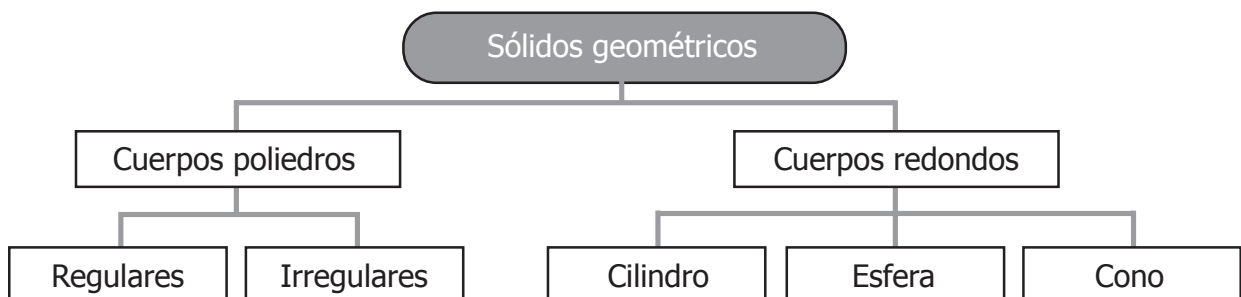 Sólidos geométricos
Cuerpos poliedros
Cuerpos redondos
Regulares
Irregulares
Cilindro
Esfera
Cono